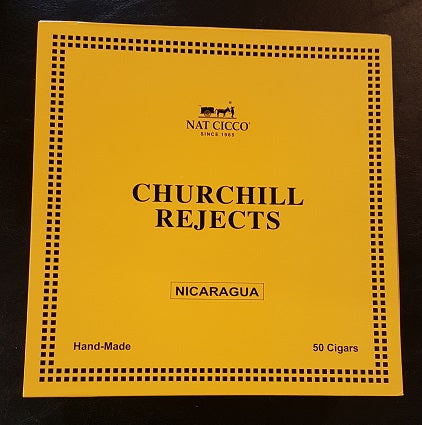 NAT CICCO®
SINCE 1965
CHURCHILL
REJECTS
NICARAGUA
Hand-Made
50 Cigars